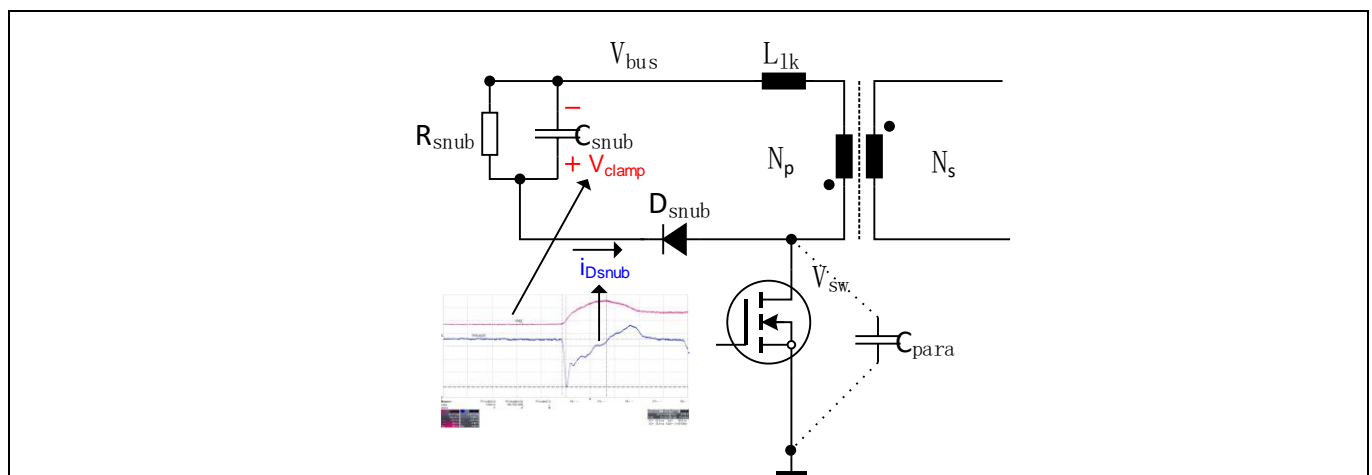 V_bus
L_lk
R_snub
−
C_snub
+ V_clamp
N_p
N_s
D_snub
i_Dsnub
V_sw
C_para